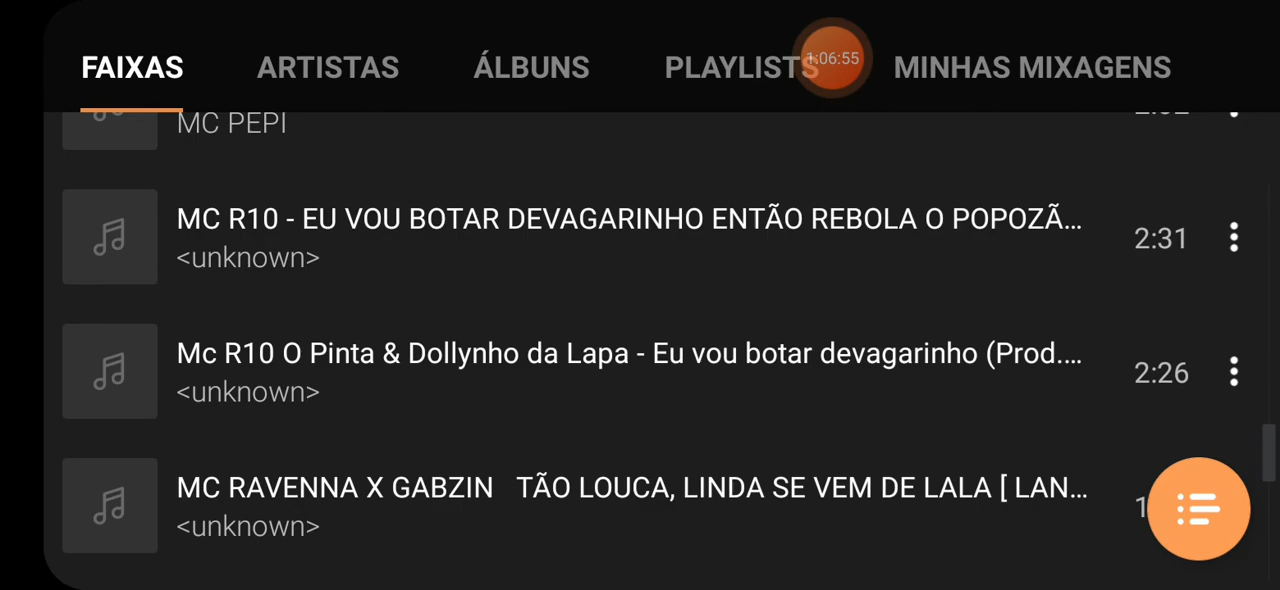 FAIXAS ARTISTAS ÁLBUNS PLAYLISTS MINHAS MIXAGENS
1:06:55
MC PEPI
MC R10 - EU VOU BOTAR DEVAGARINHO ENTÃO REBOLA O POPOZÃ...
<unknown>
2:31
Mc R10 O Pinta & Dollynho da Lapa - Eu vou botar devagarinho (Prod....
<unknown>
2:26
MC RAVENNA X GABZIN TÃO LOUCA, LINDA SE VEM DE LALA [ LAN...
<unknown>